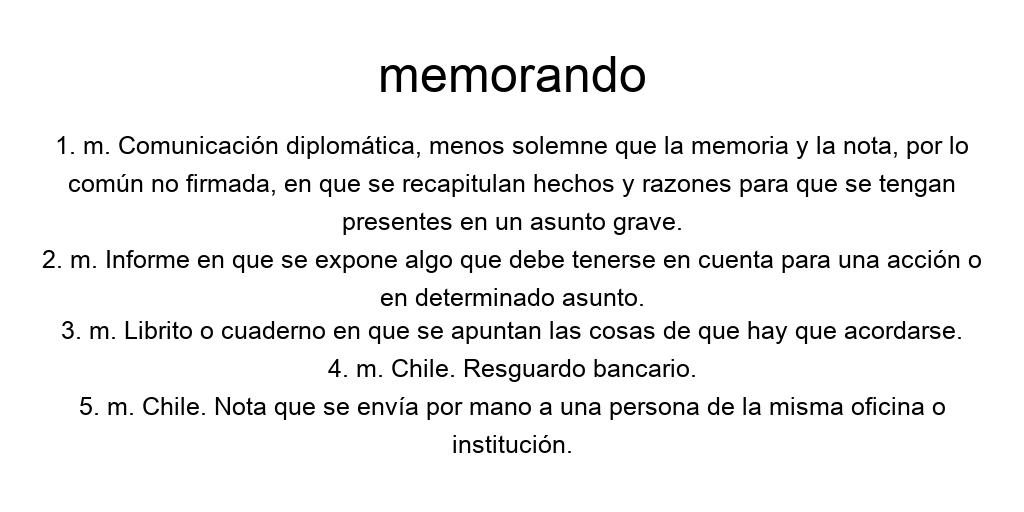 memorando
1. m. Comunicación diplomática, menos solemne que la memoria y la nota, por lo
común no firmada, en que se recapitulan hechos y razones para que se tengan
presentes en un asunto grave.
2. m. Informe en que se expone algo que debe tenerse en cuenta para una acción o
en determinado asunto.
3. m. Librito o cuaderno en que se apuntan las cosas de que hay que acordarse.
4. m. Chile. Resguardo bancario.
5. m. Chile. Nota que se envía por mano a una persona de la misma oficina o
institución.